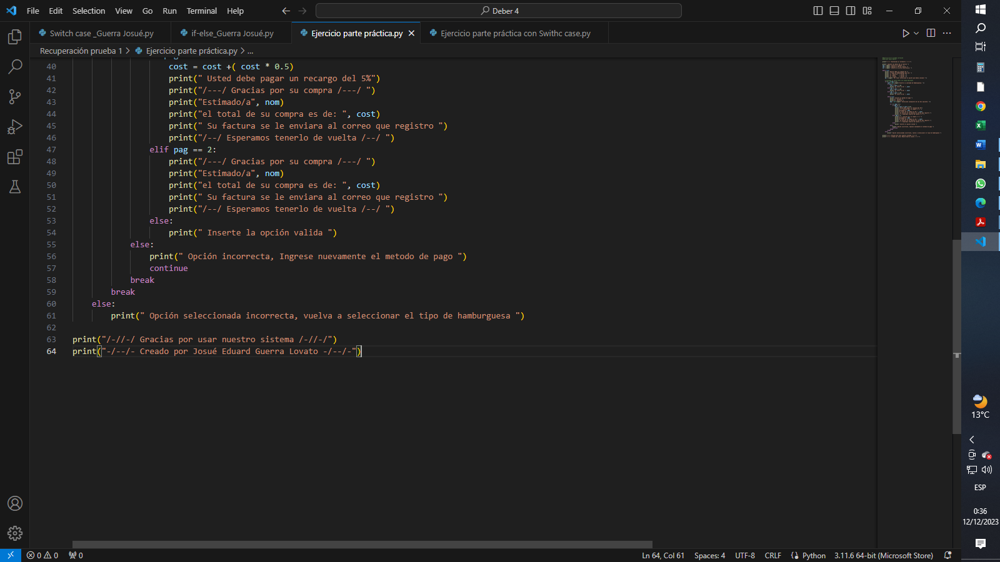 File Edit Selection View Go Run Terminal Help
Deber 4
Switch case _Guerra Josué.py
if-else_Guerra Josué.py
Ejercicio parte práctica.py
Ejercicio parte práctica con Swithc case.py
Recuperación prueba 1 > Ejercicio parte práctica.py > ...
40 cost = cost +( cost * 0.5)
41 print(" Usted debe pagar un recargo del 5%")
42 print("/---/ Gracias por su compra /---/ ")
43 print("Estimado/a", nom)
44 print("el total de su compra es de: ", cost)
45 print(" Su factura se le enviara al correo que registro ")
46 print("/--/ Esperamos tenerlo de vuelta /--/ ")
47 elif pag == 2:
48 print("/---/ Gracias por su compra /---/ ")
49 print("Estimado/a", nom)
50 print("el total de su compra es de: ", cost)
51 print(" Su factura se le enviara al correo que registro ")
52 print("/--/ Esperamos tenerlo de vuelta /--/ ")
53 else:
54 print(" Inserte la opción valida ")
55 else:
56 print(" Opción incorrecta, Ingrese nuevamente el metodo de pago ")
57 continue
58 break
59 break
60 else:
61 print(" Opción seleccionada incorrecta, vuelva a seleccionar el tipo de hamburguesa ")
62
63 print("/-//-/ Gracias por usar nuestro sistema /-//-/")
64 print("-/--/- Creado por Josué Eduard Guerra Lovato -/--/-")
13°C
ESP
0:36
12/12/2023
0 0 0
Ln 64, Col 61 Spaces: 4 UTF-8 CRLF Python 3.11.6 64-bit (Microsoft Store)